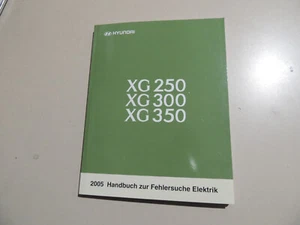 HYUNDAI
XG 250
XG 300
XG 350
2005 Handbuch zur Fehlersuche Elektrik